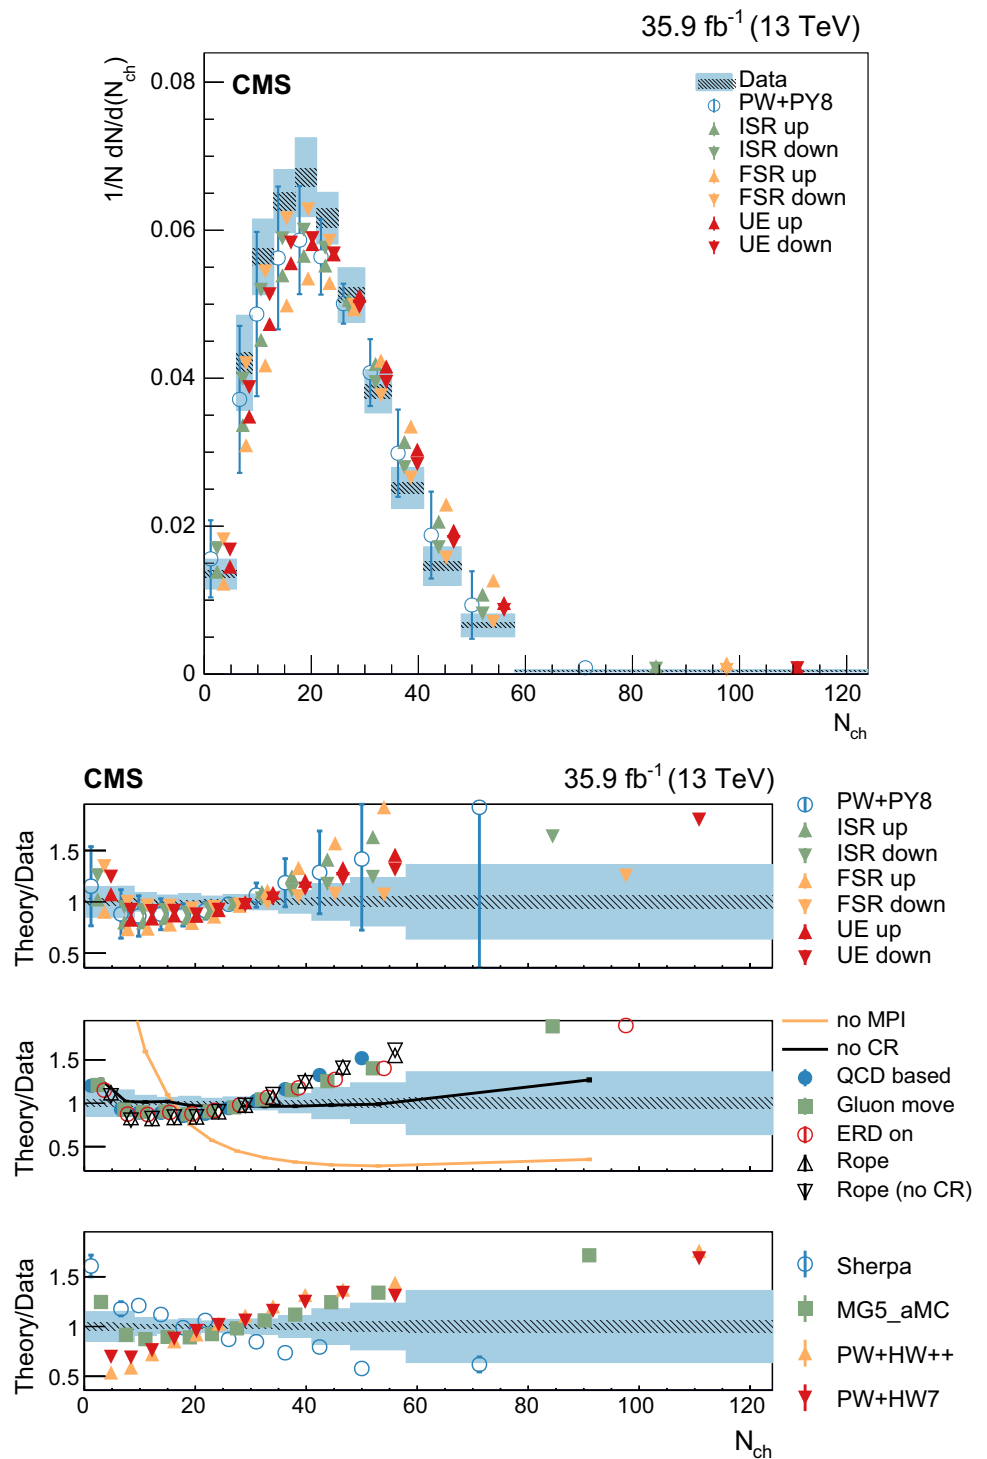 35.9 fb⁻¹ (13 TeV)
CMS
1/N dN/d(N_ch)
0.08
0.06
0.04
0.02
0
Data
PW+PY8
ISR up
ISR down
FSR up
FSR down
UE up
UE down
0 20 40 60 80 100 120
N_ch
CMS 35.9 fb⁻¹ (13 TeV)
Theory/Data
1.5
1
0.5
PW+PY8
ISR up
ISR down
FSR up
FSR down
UE up
UE down
Theory/Data
1.5
1
0.5
no MPI
no CR
QCD based
Gluon move
ERD on
Rope
Rope (no CR)
Theory/Data
1.5
1
0.5
Sherpa
MG5_aMC
PW+HW++
PW+HW7
0 20 40 60 80 100 120
N_ch